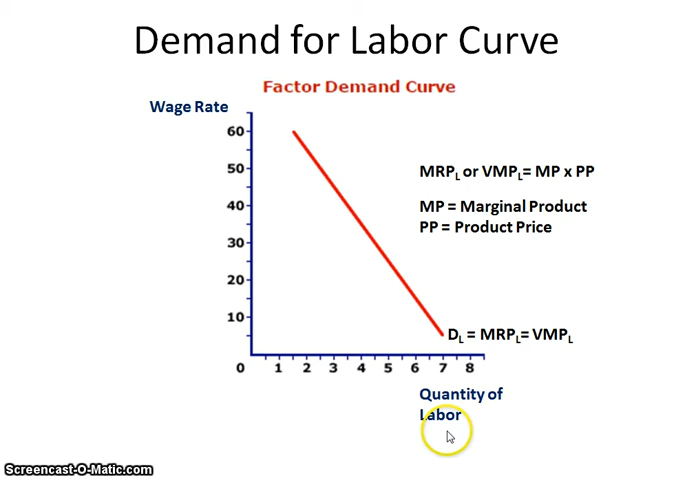 Demand for Labor Curve
Factor Demand Curve
Wage Rate
60
50
40
30
20
10
MRPL or VMPL= MP x PP
MP = Marginal Product
PP = Product Price
DL = MRPL= VMPL
0 1 2 3 4 5 6 7 8
Quantity of
Labor
Screencast-O-Matic.com